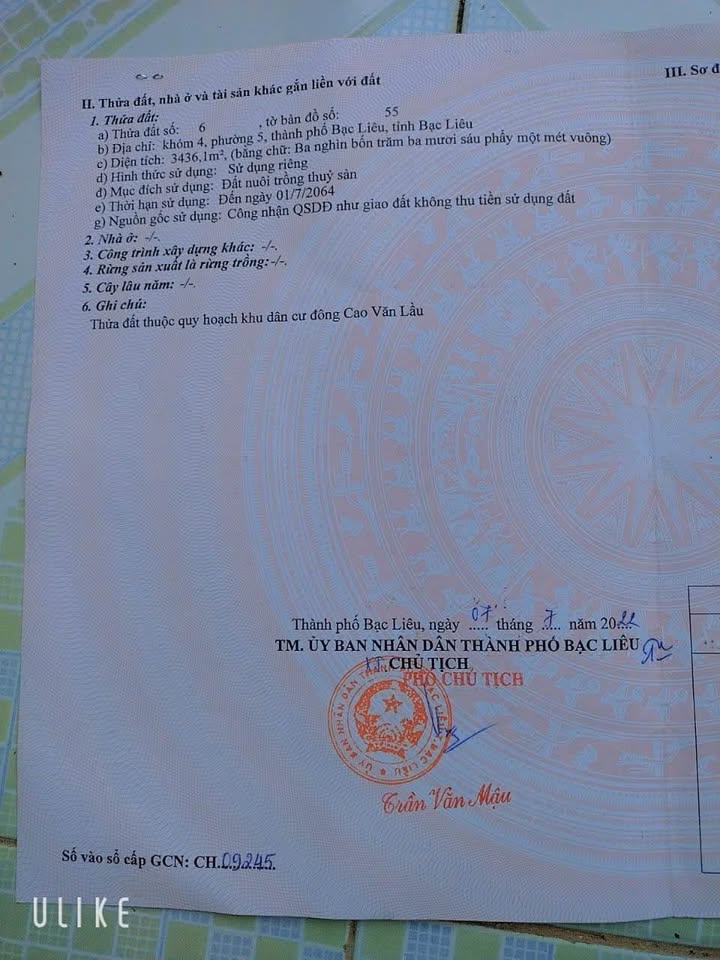 II. Thửa đất, nhà ở và tài sản khác gắn liền với đất
III. Sơ đ
1. Thửa đất:
a) Thửa đất số: 6 , tờ bản đồ số: 55
b) Địa chỉ: khóm 4, phường 5, thành phố Bạc Liêu, tỉnh Bạc Liêu
c) Diện tích: 3436,1m², (bằng chữ: Ba nghìn bốn trăm ba mươi sáu phẩy một mét vuông)
d) Hình thức sử dụng: Sử dụng riêng
đ) Mục đích sử dụng: Đất nuôi trồng thuỷ sản
e) Thời hạn sử dụng: Đến ngày 01/7/2064
g) Nguồn gốc sử dụng: Công nhận QSDĐ như giao đất không thu tiền sử dụng đất
2. Nhà ở: -/-.
3. Công trình xây dựng khác: -/-.
4. Rừng sản xuất là rừng trồng: -/-.
5. Cây lâu năm: -/-.
6. Ghi chú:
Thửa đất thuộc quy hoạch khu dân cư đông Cao Văn Lầu
Thành phố Bạc Liêu, ngày 07 tháng 7 năm 2022
TM. ỦY BAN NHÂN DÂN THÀNH PHỐ BẠC LIÊU
KT. CHỦ TỊCH
PHÓ CHỦ TỊCH
Trần Văn Mậu
Số vào sổ cấp GCN: CH.09245
ULIKE